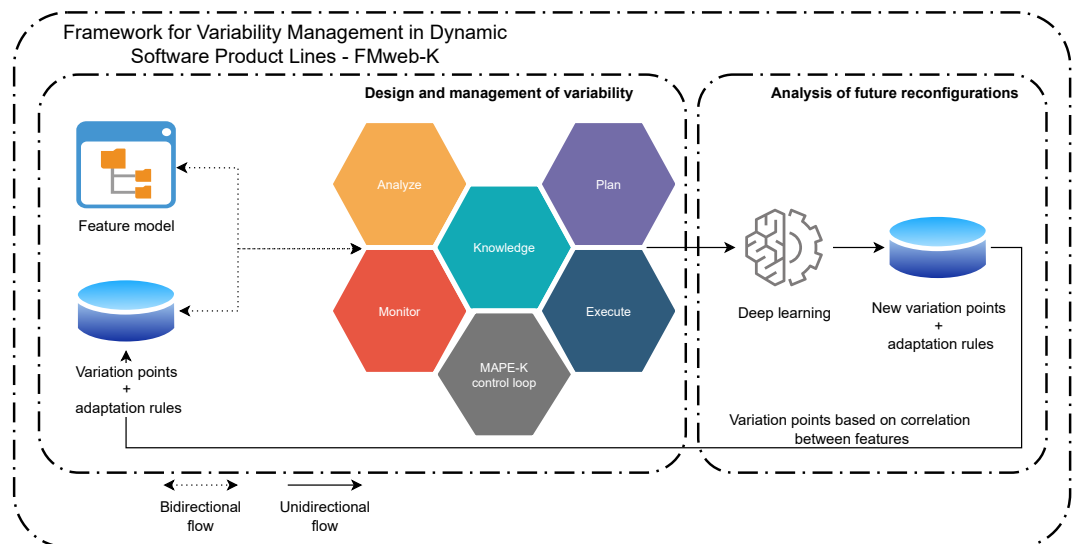 Framework for Variability Management in Dynamic
Software Product Lines - FMweb-K
Design and management of variability
Analysis of future reconfigurations
Feature model
Variation points
+
adaptation rules
Analyze
Plan
Knowledge
Monitor
Execute
MAPE-K
control loop
Deep learning
New variation points
+
adaptation rules
Variation points based on correlation
between features
Bidirectional
flow
Unidirectional
flow